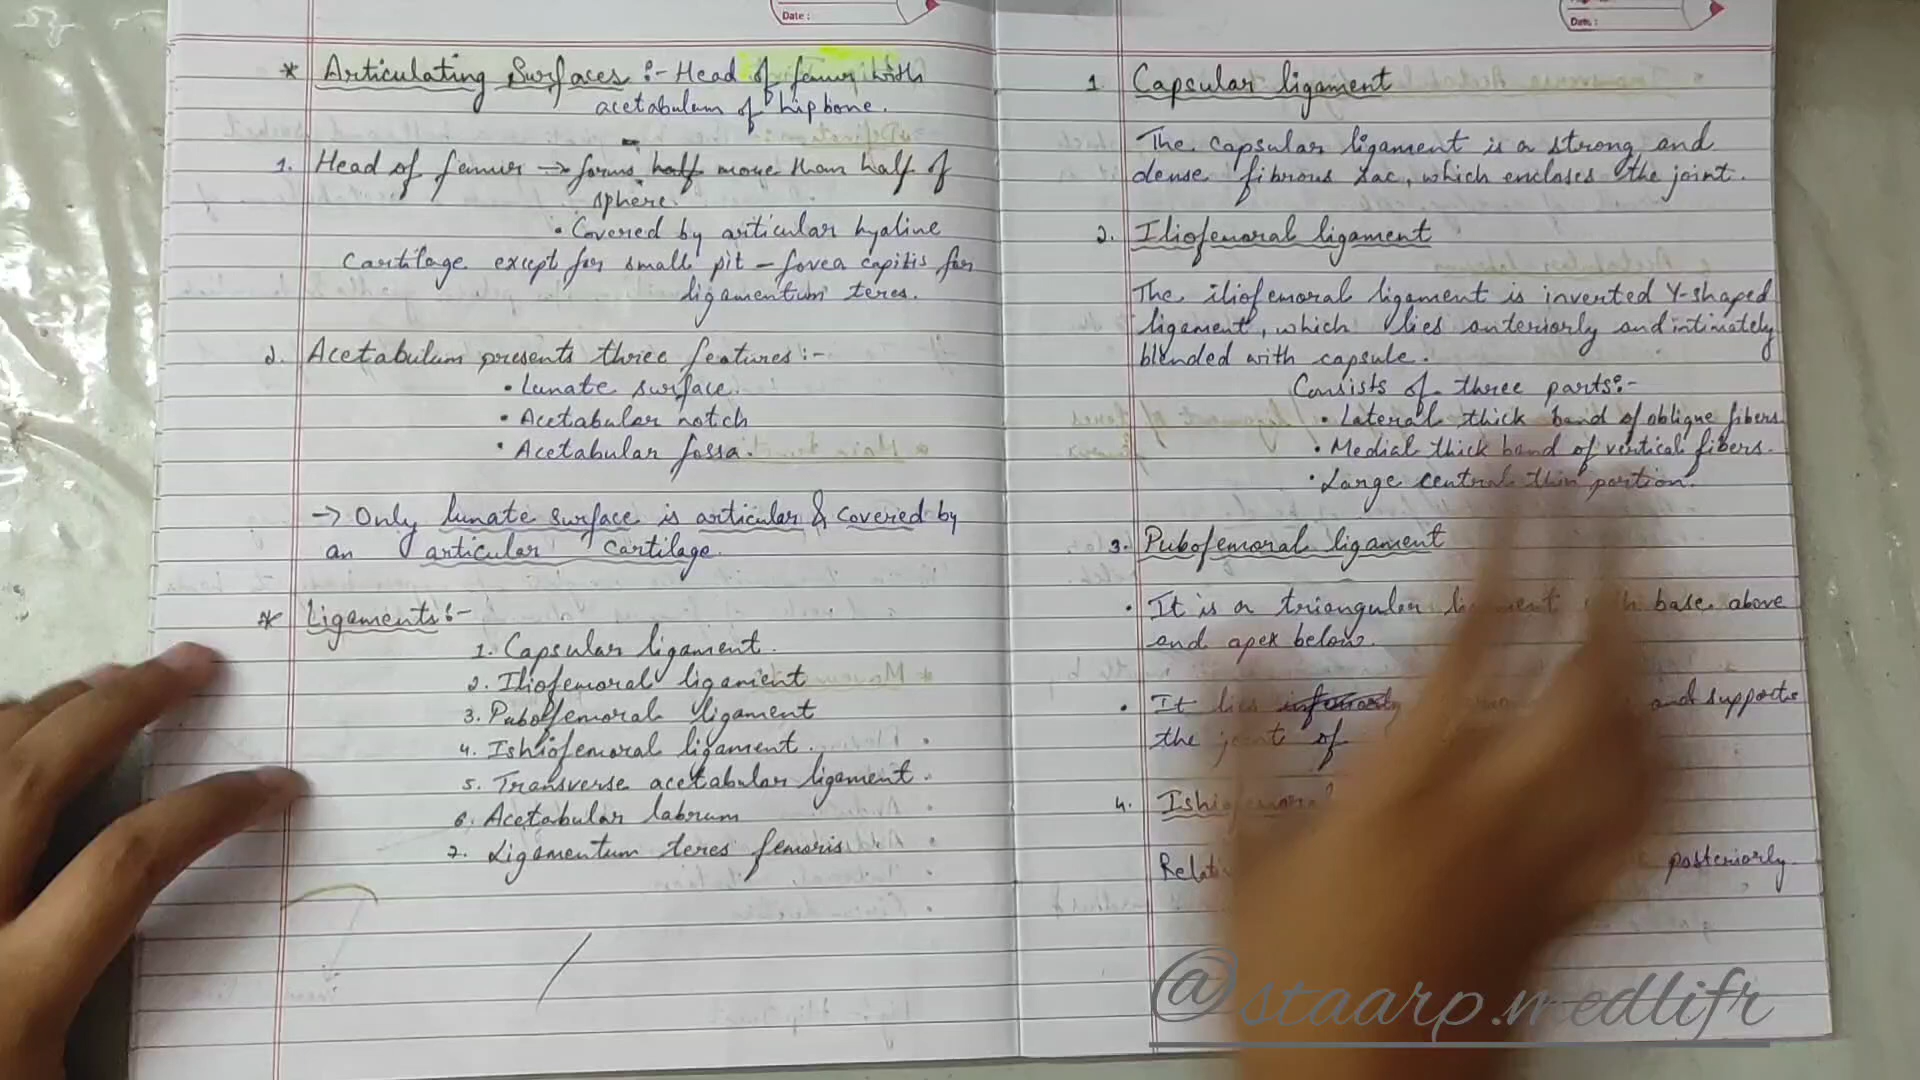 Date:
* Articulating Surfaces :- Head of femur with
acetabulum of hip bone.
1. Head of femur → forms half more than half of
sphere.
• Covered by articular hyaline
cartilage except for small pit - fovea capitis for
ligamentum teres.
2. Acetabulum presents three features :-
• Lunate surface.
• Acetabular notch
• Acetabular fossa.
→ Only lunate surface is articular & covered by
an articular cartilage.
* Ligaments :-
1. Capsular ligament.
2. Iliofemoral ligament
3. Pubofemoral ligament
4. Ishiofemoral ligament.
5. Transverse acetabular ligament.
6. Acetabular labrum
7. Ligamentum teres femoris
Date:
1. Capsular ligament
The capsular ligament is a strong and
dense fibrous sac, which encloses the joint.
2. Iliofemoral ligament
The iliofemoral ligament is inverted Y-shaped
ligament, which lies anteriorly and intimately
blended with capsule.
Consists of three parts:-
• Lateral thick band of oblique fibers.
• Medial thick band of vertical fibers.
• Large central thin portion.
3. Pubofemoral ligament
• It is a triangular base above
and apex below.
• It lies and supports
the joint of
4. Ishiofemoral
posteriorly.
@staarp.medlifr